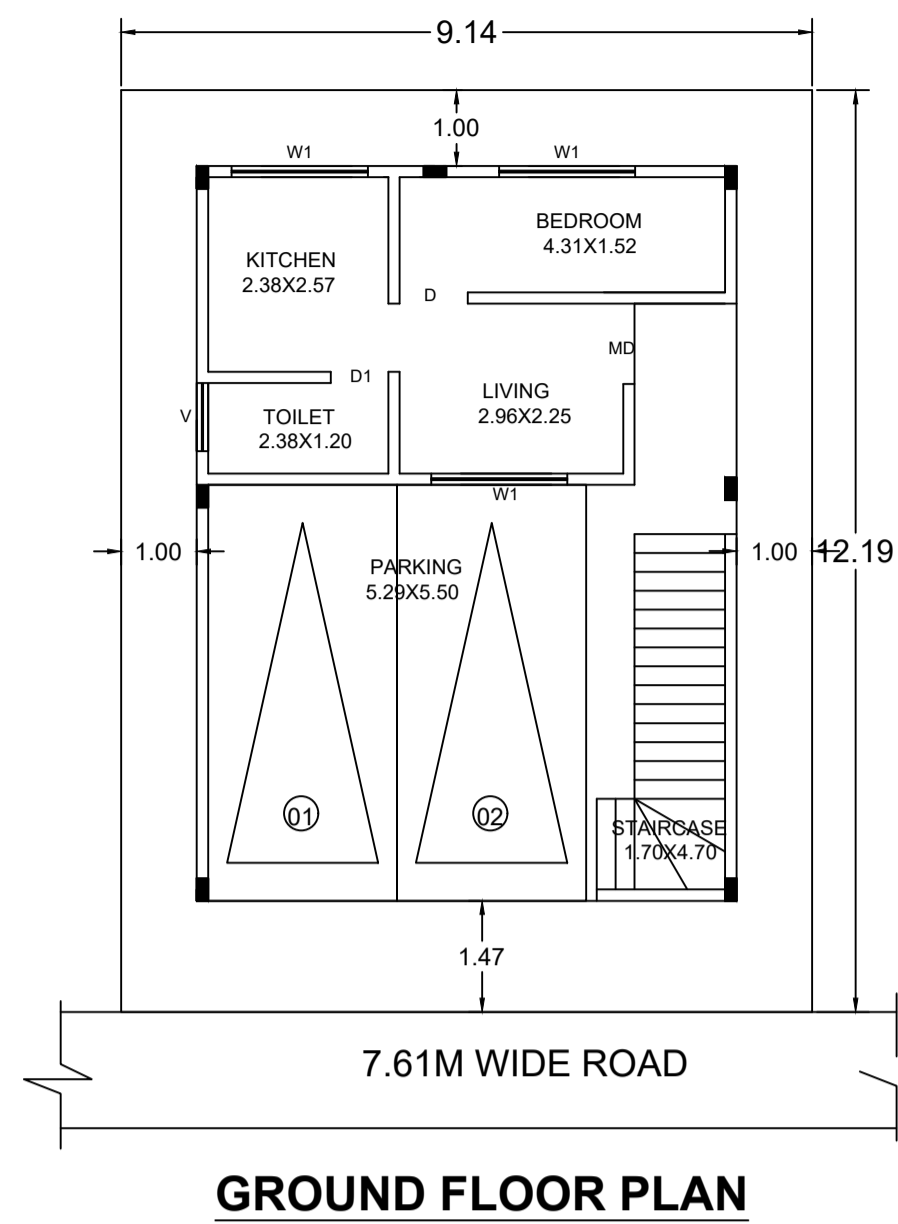 9.14
1.00
W1
W1
BEDROOM
4.31X1.52
KITCHEN
2.38X2.57
D
MD
D1
LIVING
2.96X2.25
V
TOILET
2.38X1.20
W1
1.00
1.00
12.19
PARKING
5.29X5.50
01
02
STAIRCASE
1.70X4.70
1.47
7.61M WIDE ROAD
GROUND FLOOR PLAN